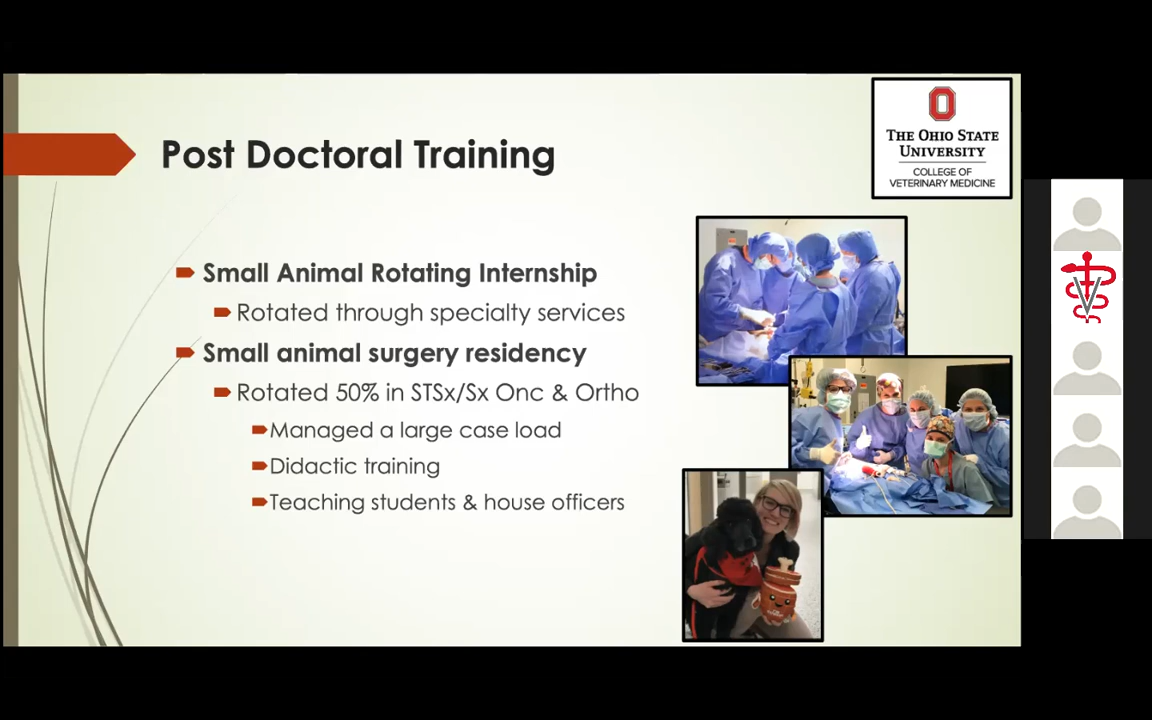 Post Doctoral Training
THE OHIO STATE
UNIVERSITY
COLLEGE OF
VETERINARY MEDICINE
Small Animal Rotating Internship
Rotated through specialty services
Small animal surgery residency
Rotated 50% in STSx/Sx Onc & Ortho
Managed a large case load
Didactic training
Teaching students & house officers